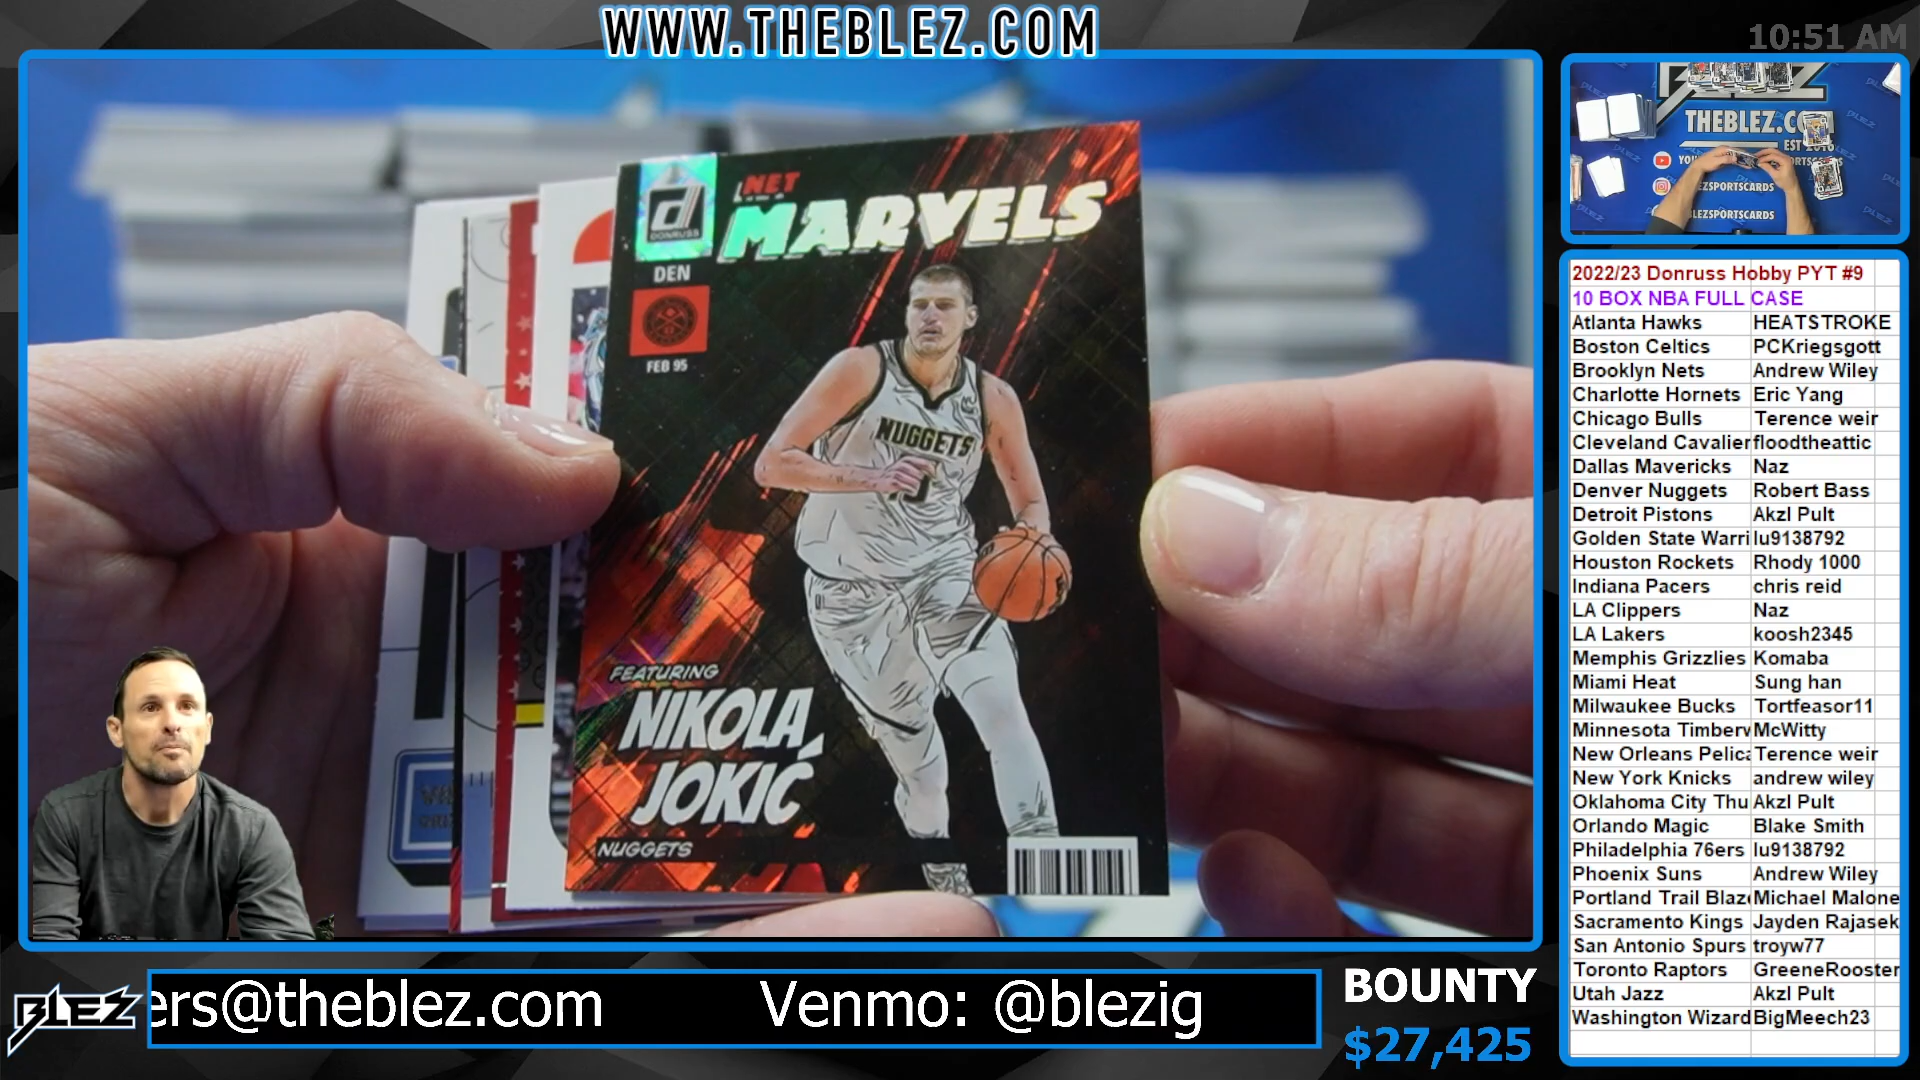 WWW.THEBLEZ.COM
10:51 AM
d
DONRUSS
NET
MARVELS
DEN
FEB 95
NUGGETS
FEATURING
NIKOLA
JOKIĆ
NUGGETS
THEBLEZ.CO
EST
LEZSPORTSCARDS
LEZSPORTSCARDS
2022/23 Donruss Hobby PYT #9
10 BOX NBA FULL CASE
Atlanta Hawks HEATSTROKE
Boston Celtics PCKriegsgott
Brooklyn Nets Andrew Wiley
Charlotte Hornets Eric Yang
Chicago Bulls Terence weir
Cleveland Cavalier floodtheattic
Dallas Mavericks Naz
Denver Nuggets Robert Bass
Detroit Pistons Akzl Pult
Golden State Warri lu9138792
Houston Rockets Rhody 1000
Indiana Pacers chris reid
LA Clippers Naz
LA Lakers koosh2345
Memphis Grizzlies Komaba
Miami Heat Sung han
Milwaukee Bucks Tortfeasor11
Minnesota Timberv McWitty
New Orleans Pelica Terence weir
New York Knicks andrew wiley
Oklahoma City Thu Akzl Pult
Orlando Magic Blake Smith
Philadelphia 76ers lu9138792
Phoenix Suns Andrew Wiley
Portland Trail Blaze Michael Malone
Sacramento Kings Jayden Rajasek
San Antonio Spurs troyw77
Toronto Raptors GreeneRooster
Utah Jazz Akzl Pult
Washington Wizard BigMeech23
BLEZ
ers@theblez.com Venmo: @blezig
BOUNTY
$27,425